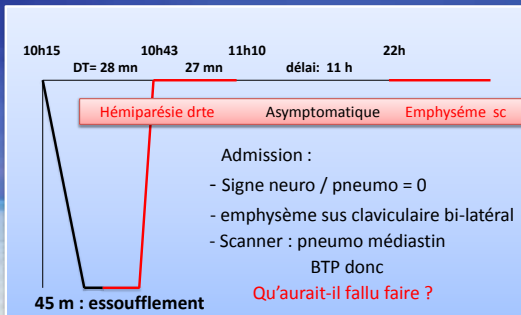 10h15 10h43 11h10 22h
DT= 28 mn 27 mn délai: 11 h
Hémiparésie drte Asymptomatique Emphyséme sc
Admission :
- Signe neuro / pneumo = 0
- emphysème sus claviculaire bi-latéral
- Scanner : pneumo médiastin
BTP donc
Qu'aurait-il fallu faire ?
45 m : essoufflement